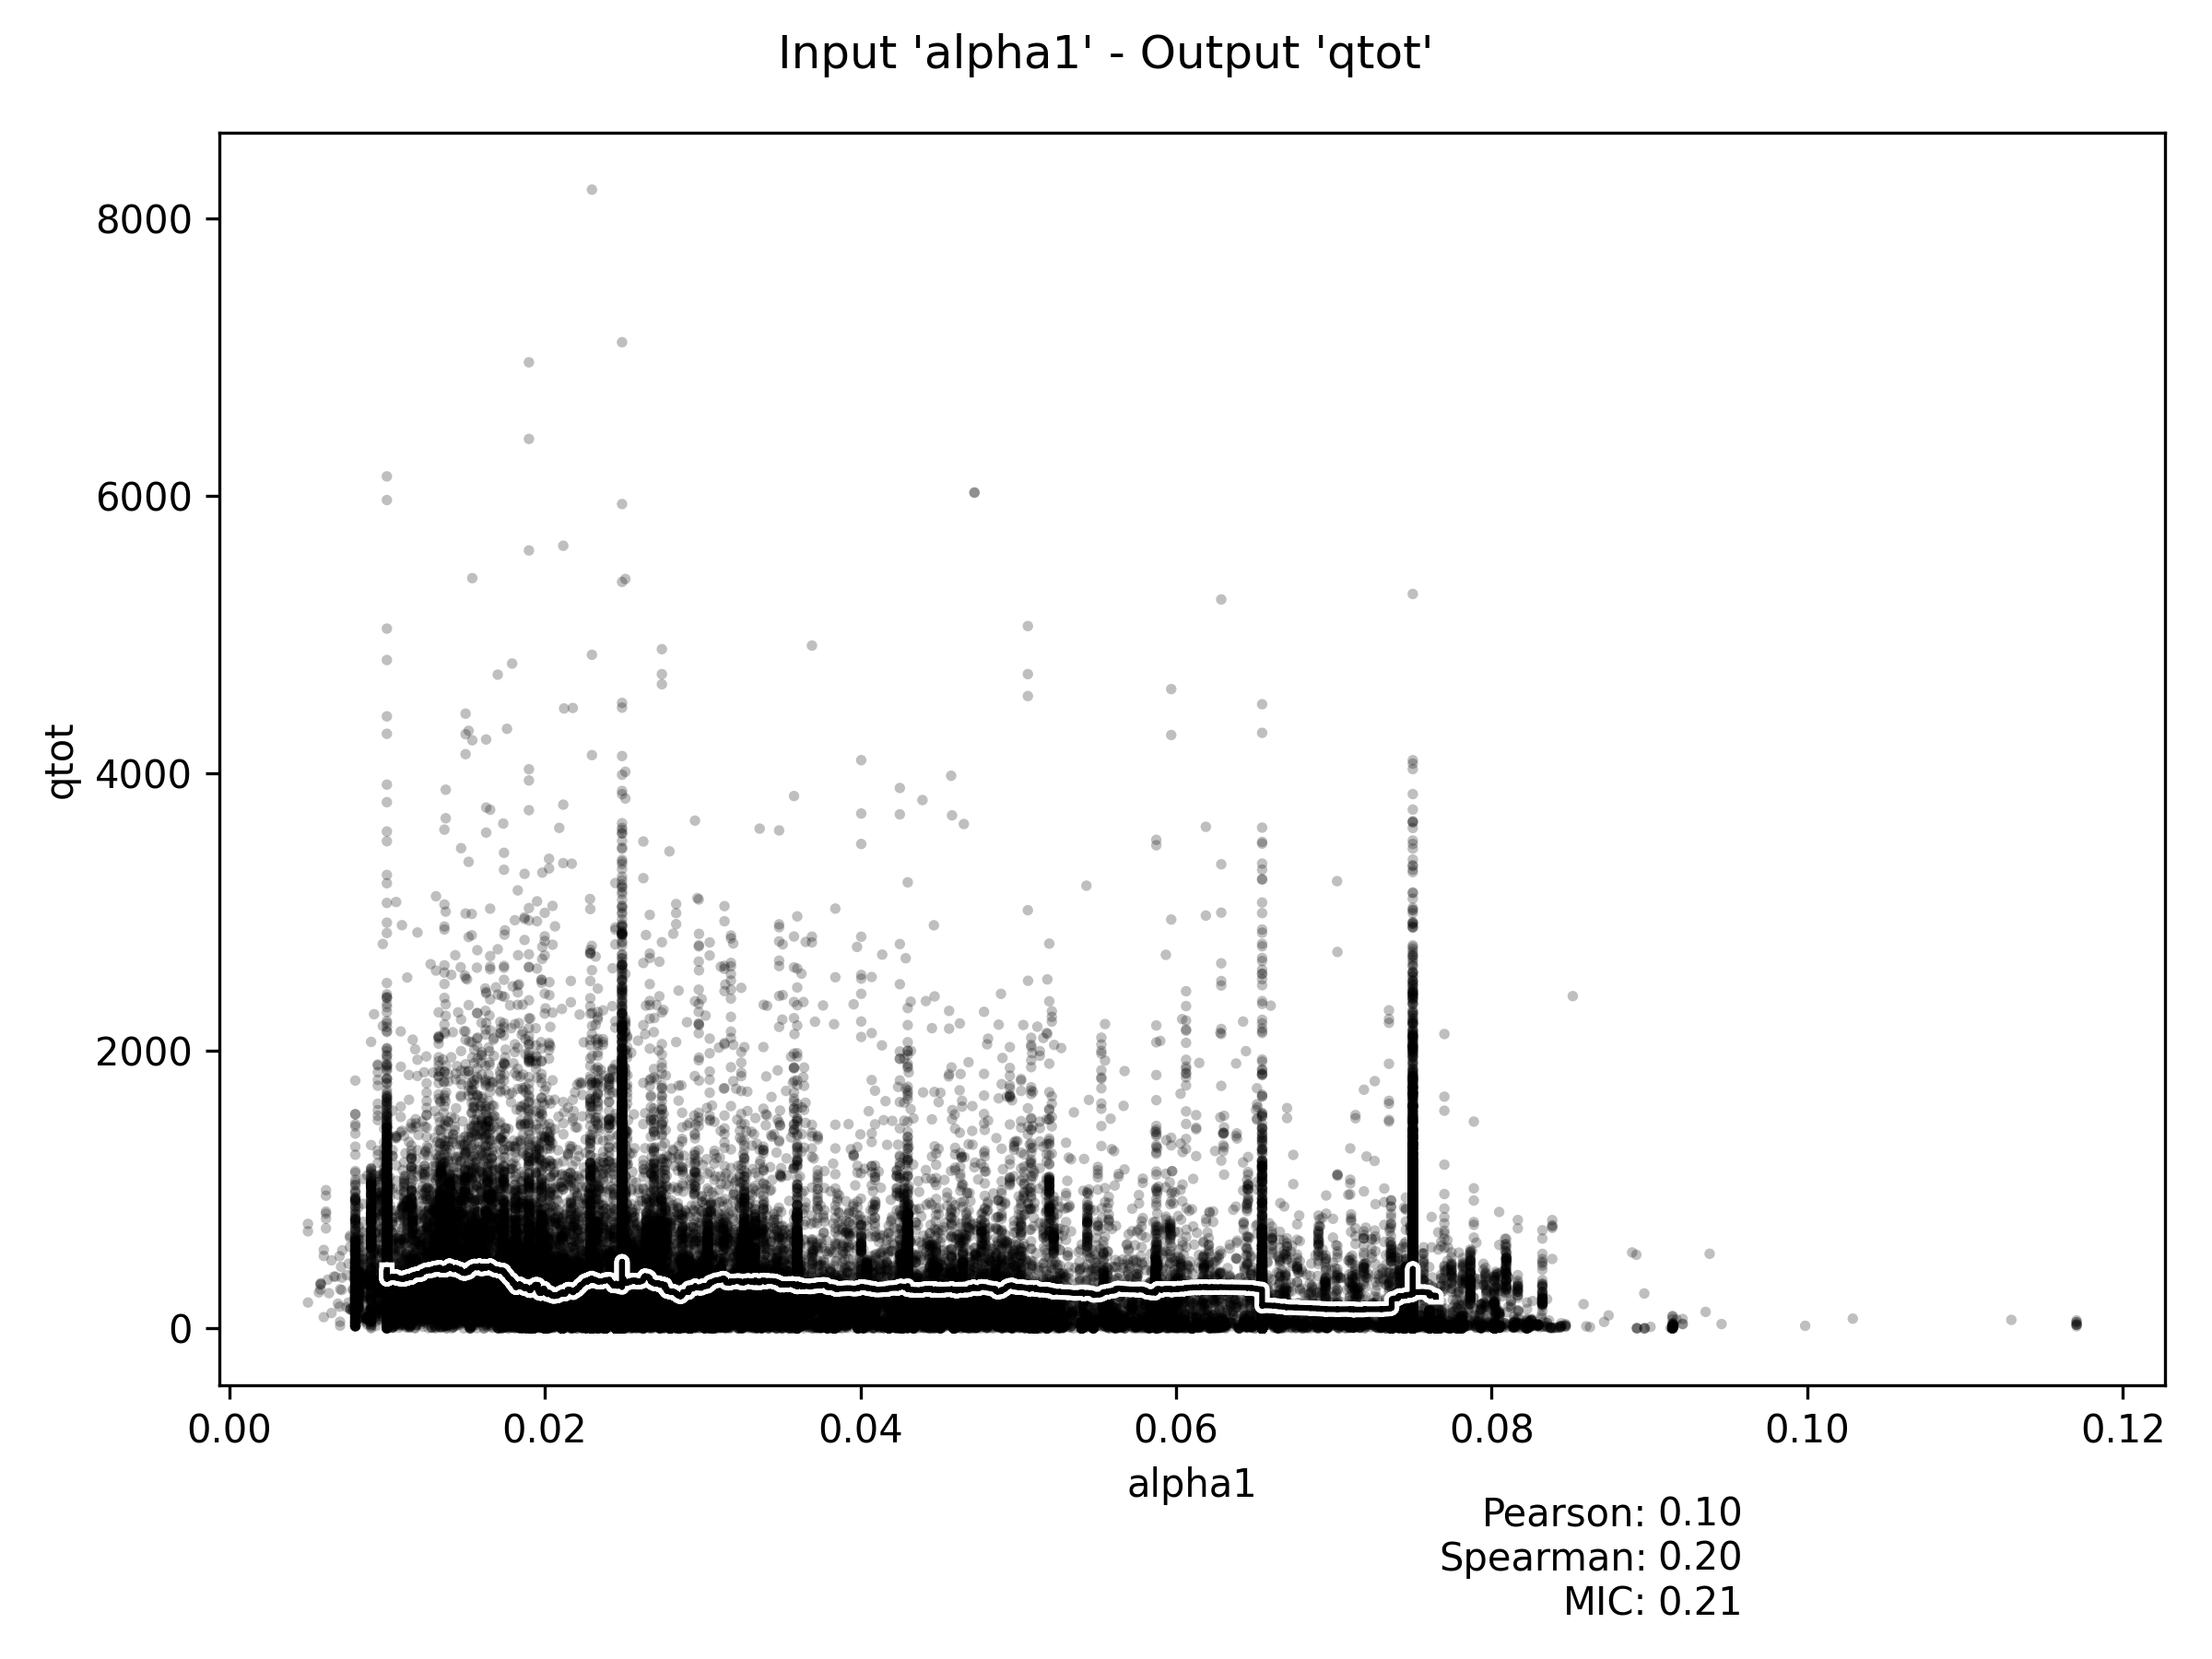 Input 'alpha1' - Output 'qtot'
8000
6000
4000
2000
0
qtot
0.00 0.02 0.04 0.06 0.08 0.10 0.12
alpha1
Pearson: 0.10
Spearman: 0.20
MIC: 0.21